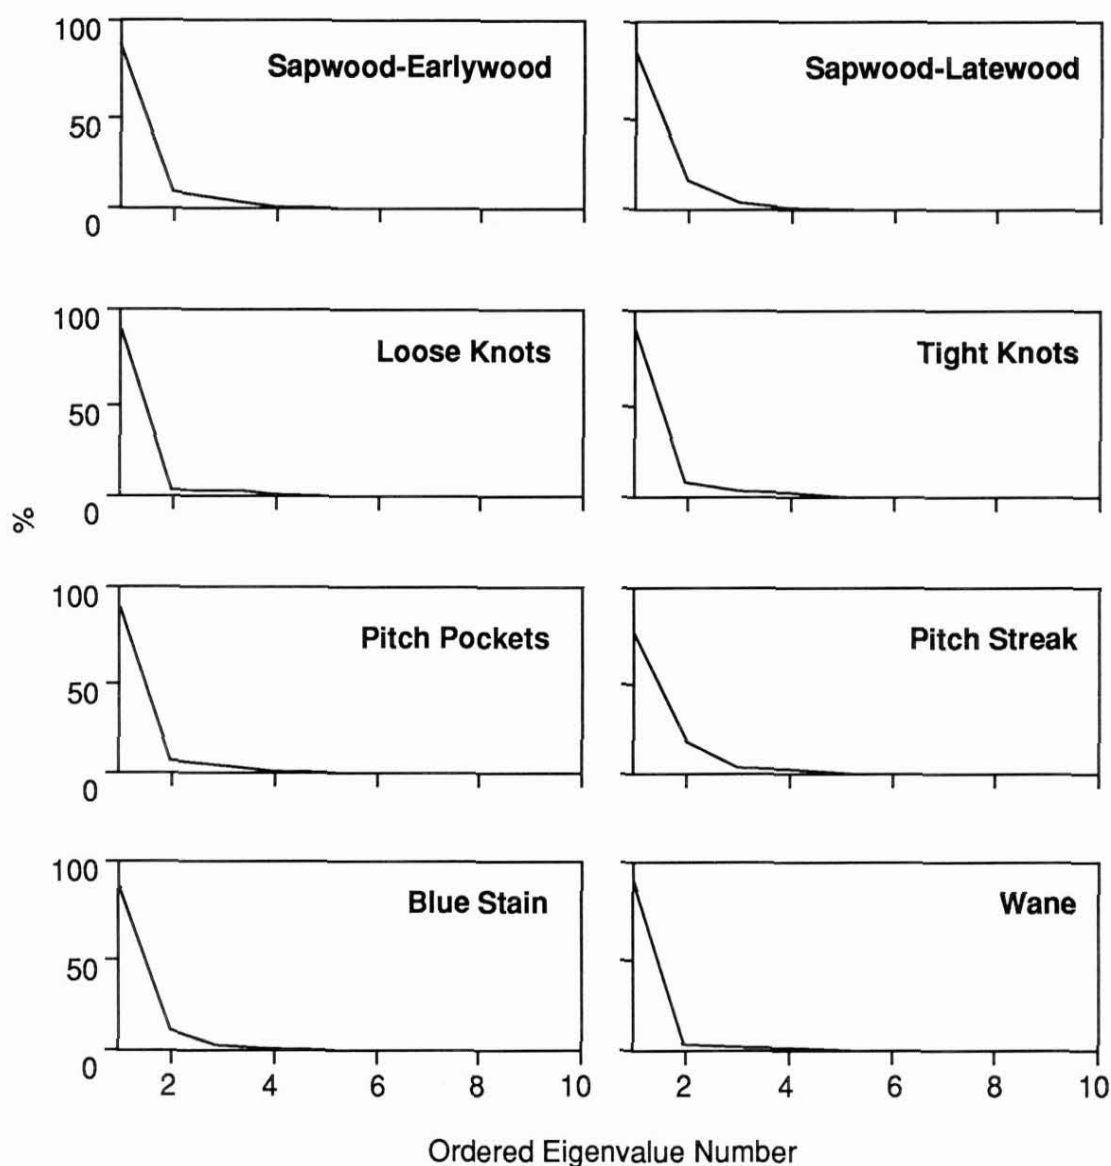 100
Sapwood-Earlywood
Sapwood-Latewood
50
0
100
Loose Knots
Tight Knots
50
0
%
100
Pitch Pockets
Pitch Streak
50
0
100
Blue Stain
Wane
50
0
2 4 6 8 10 2 4 6 8 10
Ordered Eigenvalue Number